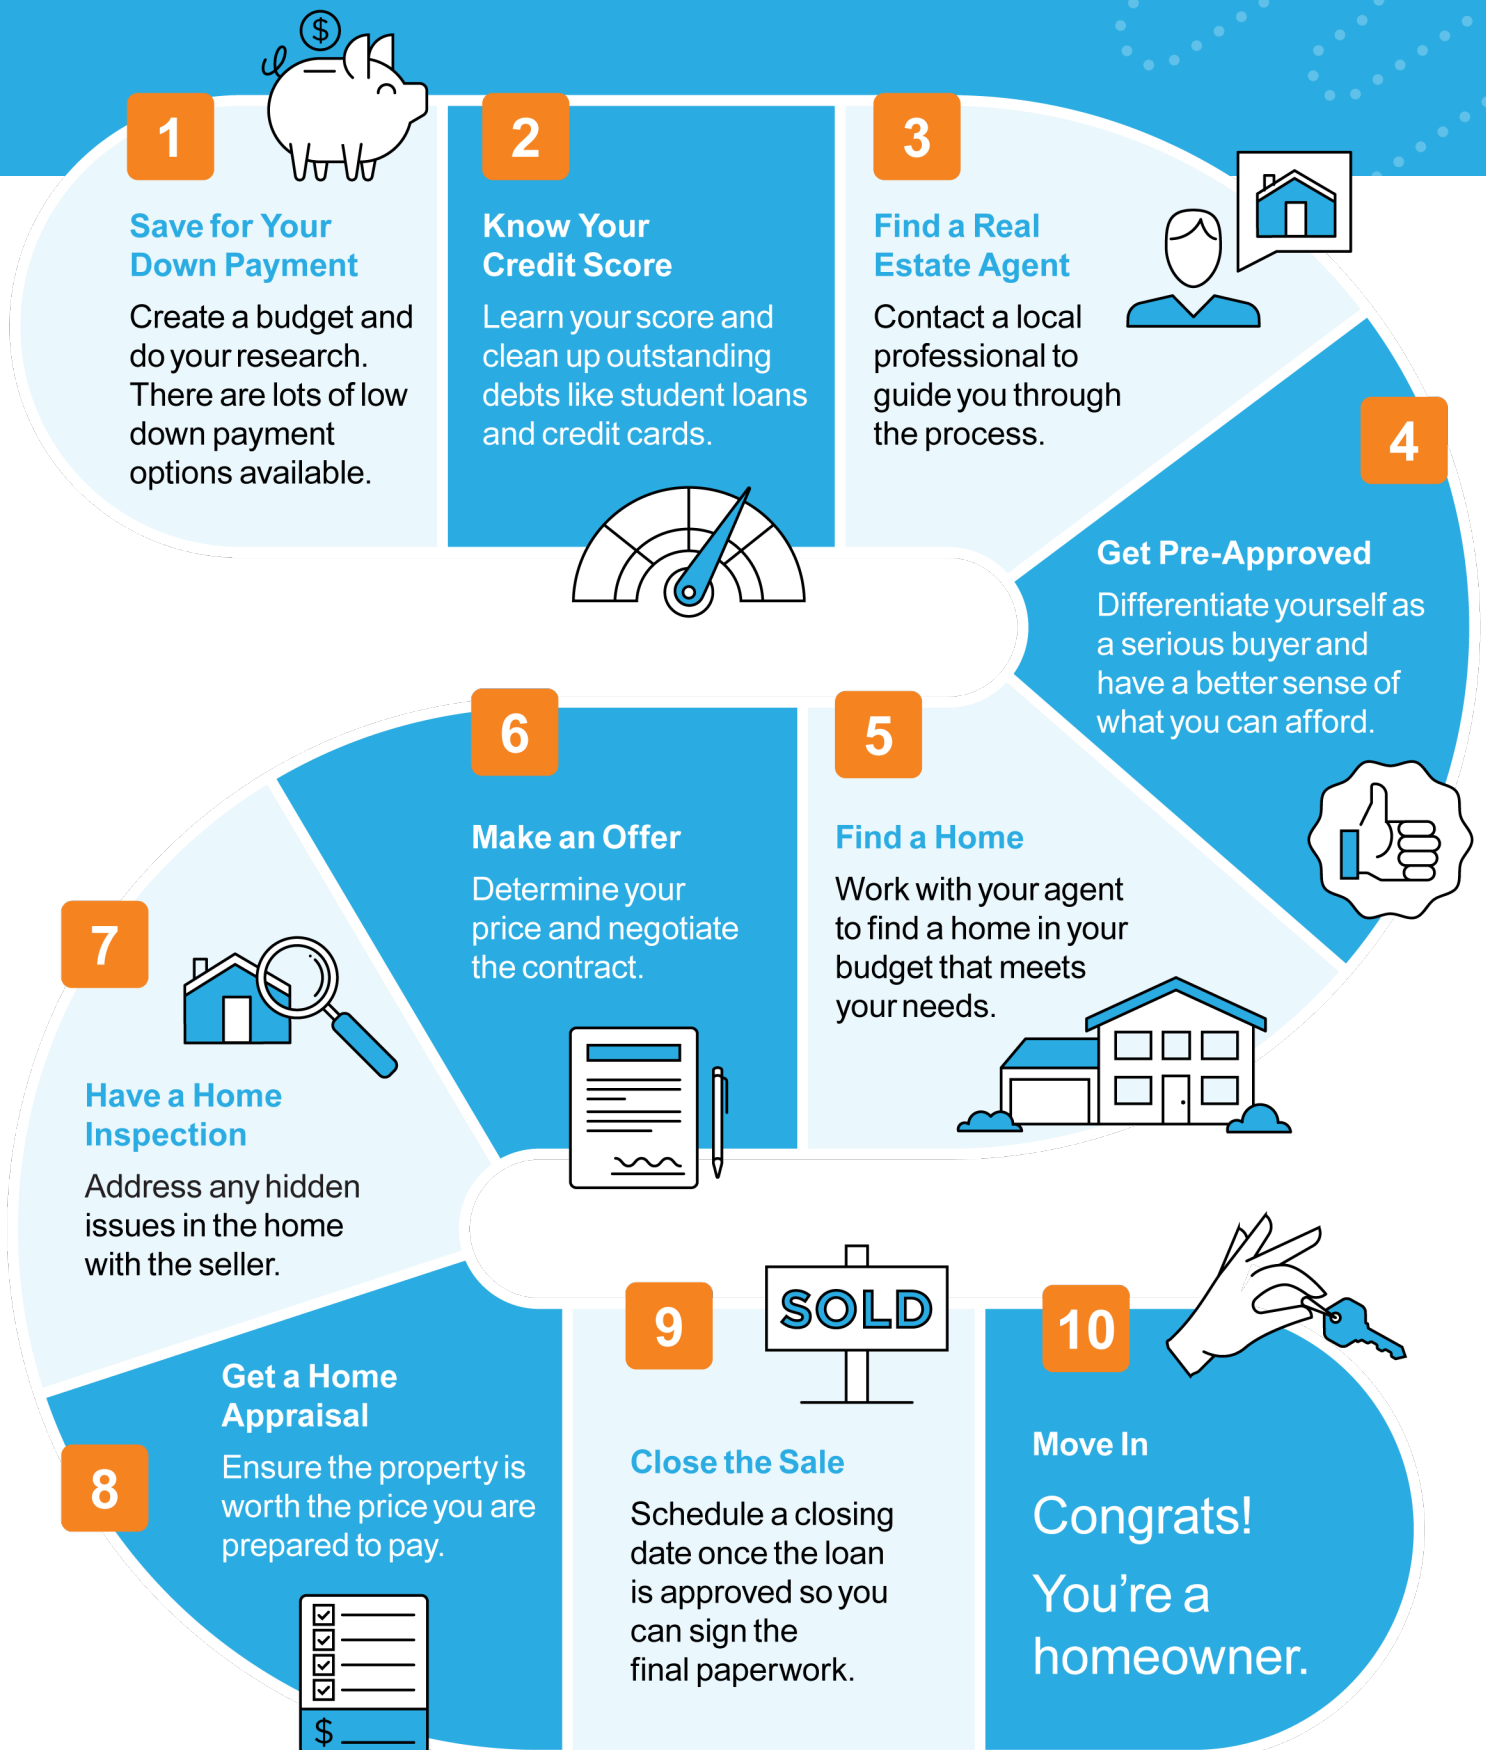 $
1
Save for Your
Down Payment
Create a budget and
do your research.
There are lots of low
down payment
options available.
2
Know Your
Credit Score
Learn your score and
clean up outstanding
debts like student loans
and credit cards.
3
Find a Real
Estate Agent
Contact a local
professional to
guide you through
the process.
4
Get Pre-Approved
Differentiate yourself as
a serious buyer and
have a better sense of
what you can afford.
5
Find a Home
Work with your agent
to find a home in your
budget that meets
your needs.
6
Make an Offer
Determine your
price and negotiate
the contract.
7
Have a Home
Inspection
Address any hidden
issues in the home
with the seller.
8
Get a Home
Appraisal
Ensure the property is
worth the price you are
prepared to pay.
$
9
SOLD
Close the Sale
Schedule a closing
date once the loan
is approved so you
can sign the
final paperwork.
10
Move In
Congrats!
You're a
homeowner.